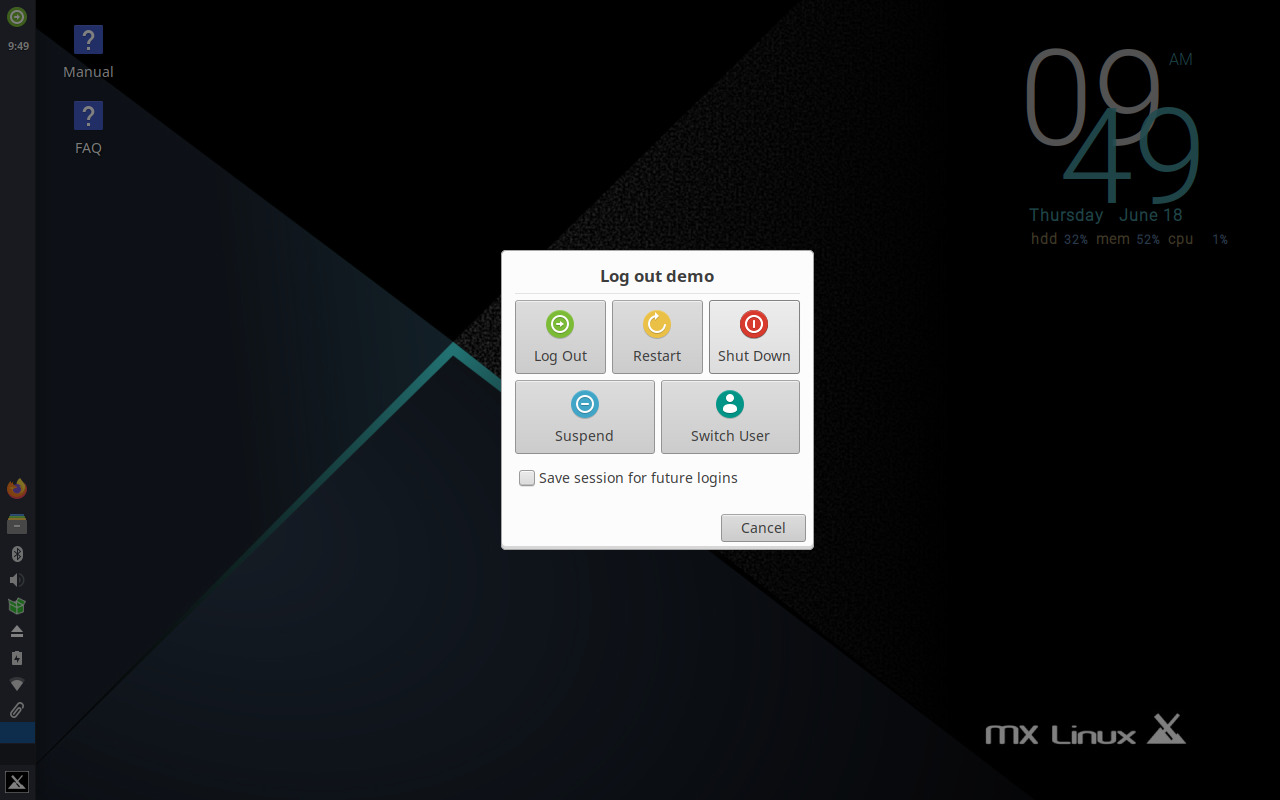 9:49
Manual
FAQ
09 AM
49
Thursday June 18
hdd 32% mem 52% cpu 1%
Log out demo
Log Out
Restart
Shut Down
Suspend
Switch User
Save session for future logins
Cancel
mx Linux